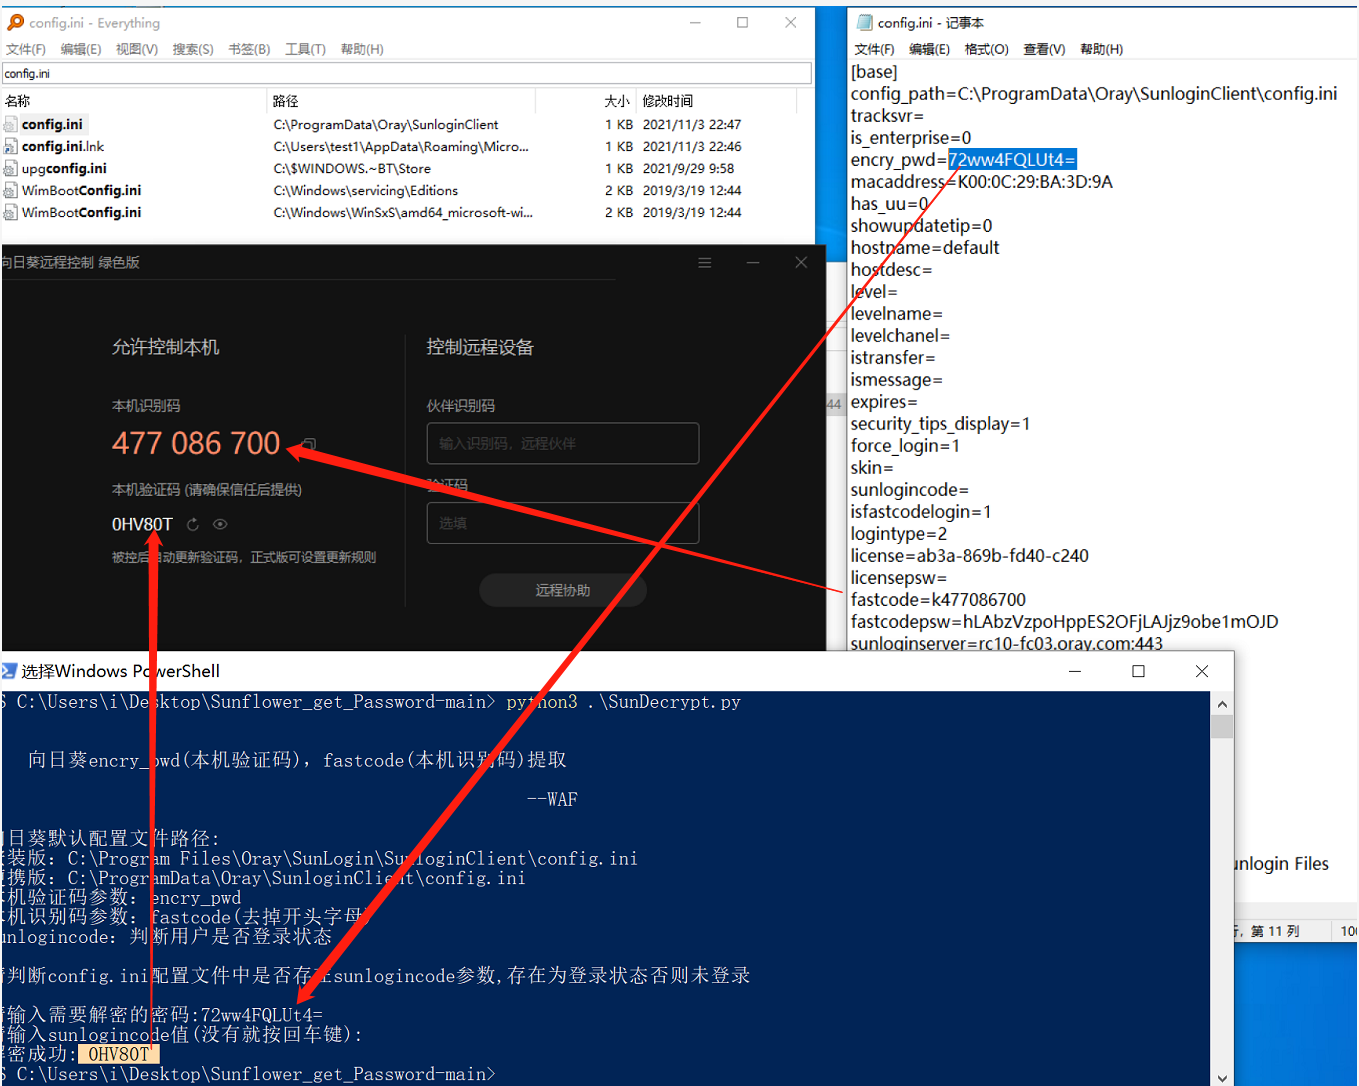 config.ini - Everything
文件(F) 编辑(E) 视图(V) 搜索(S) 书签(B) 工具(T) 帮助(H)
config.ini
名称 路径 大小 修改时间
config.ini C:\ProgramData\Oray\SunloginClient 1 KB 2021/11/3 22:47
config.ini.lnk C:\Users\test1\AppData\Roaming\Micro... 1 KB 2021/11/3 22:46
upgconfig.ini C:\$WINDOWS.~BT\Store 1 KB 2021/9/29 9:58
WimBootConfig.ini C:\Windows\servicing\Editions 2 KB 2019/3/19 12:44
WimBootConfig.ini C:\Windows\WinSxS\amd64_microsoft-wi... 2 KB 2019/3/19 12:44
向日葵远程控制 绿色版
允许控制本机
本机识别码
477 086 700
本机验证码 (请确保信任后提供)
0HV80T
被控后自动更新验证码，正式版可设置更新规则
控制远程设备
伙伴识别码
输入识别码，远程伙伴
验证码
选填
远程协助
44
config.ini - 记事本
文件(F) 编辑(E) 格式(O) 查看(V) 帮助(H)
[base]
config_path=C:\ProgramData\Oray\SunloginClient\config.ini
tracksvr=
is_enterprise=0
encry_pwd=72ww4FQLUt4=
macaddress=K00:0C:29:BA:3D:9A
has_uu=0
showupdatetip=0
hostname=default
hostdesc=
level=
levelname=
levelchanel=
istransfer=
ismessage=
expires=
security_tips_display=1
force_login=1
skin=
sunlogincode=
isfastcodelogin=1
logintype=2
license=ab3a-869b-fd40-c240
licensepsw=
fastcode=k477086700
fastcodepsw=hLAbzVzpoHppES2OFjLAJjz9obe1mOJD
sunloginserver=rc10-fc03.oray.com:443
unlogin Files
行，第 11 列 100
选择Windows PowerShell
S C:\Users\i\Desktop\Sunflower_get_Password-main> python3 .\SunDecrypt.py
向日葵encry_pwd(本机验证码)，fastcode(本机识别码)提取
--WAF
向日葵默认配置文件路径:
安装版：C:\Program Files\Oray\SunLogin\SunloginClient\config.ini
便携版：C:\ProgramData\Oray\SunloginClient\config.ini
本机验证码参数：encry_pwd
本机识别码参数：fastcode(去掉开头字母)
unlogincode：判断用户是否登录状态
请判断config.ini配置文件中是否存在sunlogincode参数,存在为登录状态否则未登录
请输入需要解密的密码:72ww4FQLUt4=
请输入sunlogincode值(没有就按回车键):
解密成功: 0HV80T
S C:\Users\i\Desktop\Sunflower_get_Password-main>